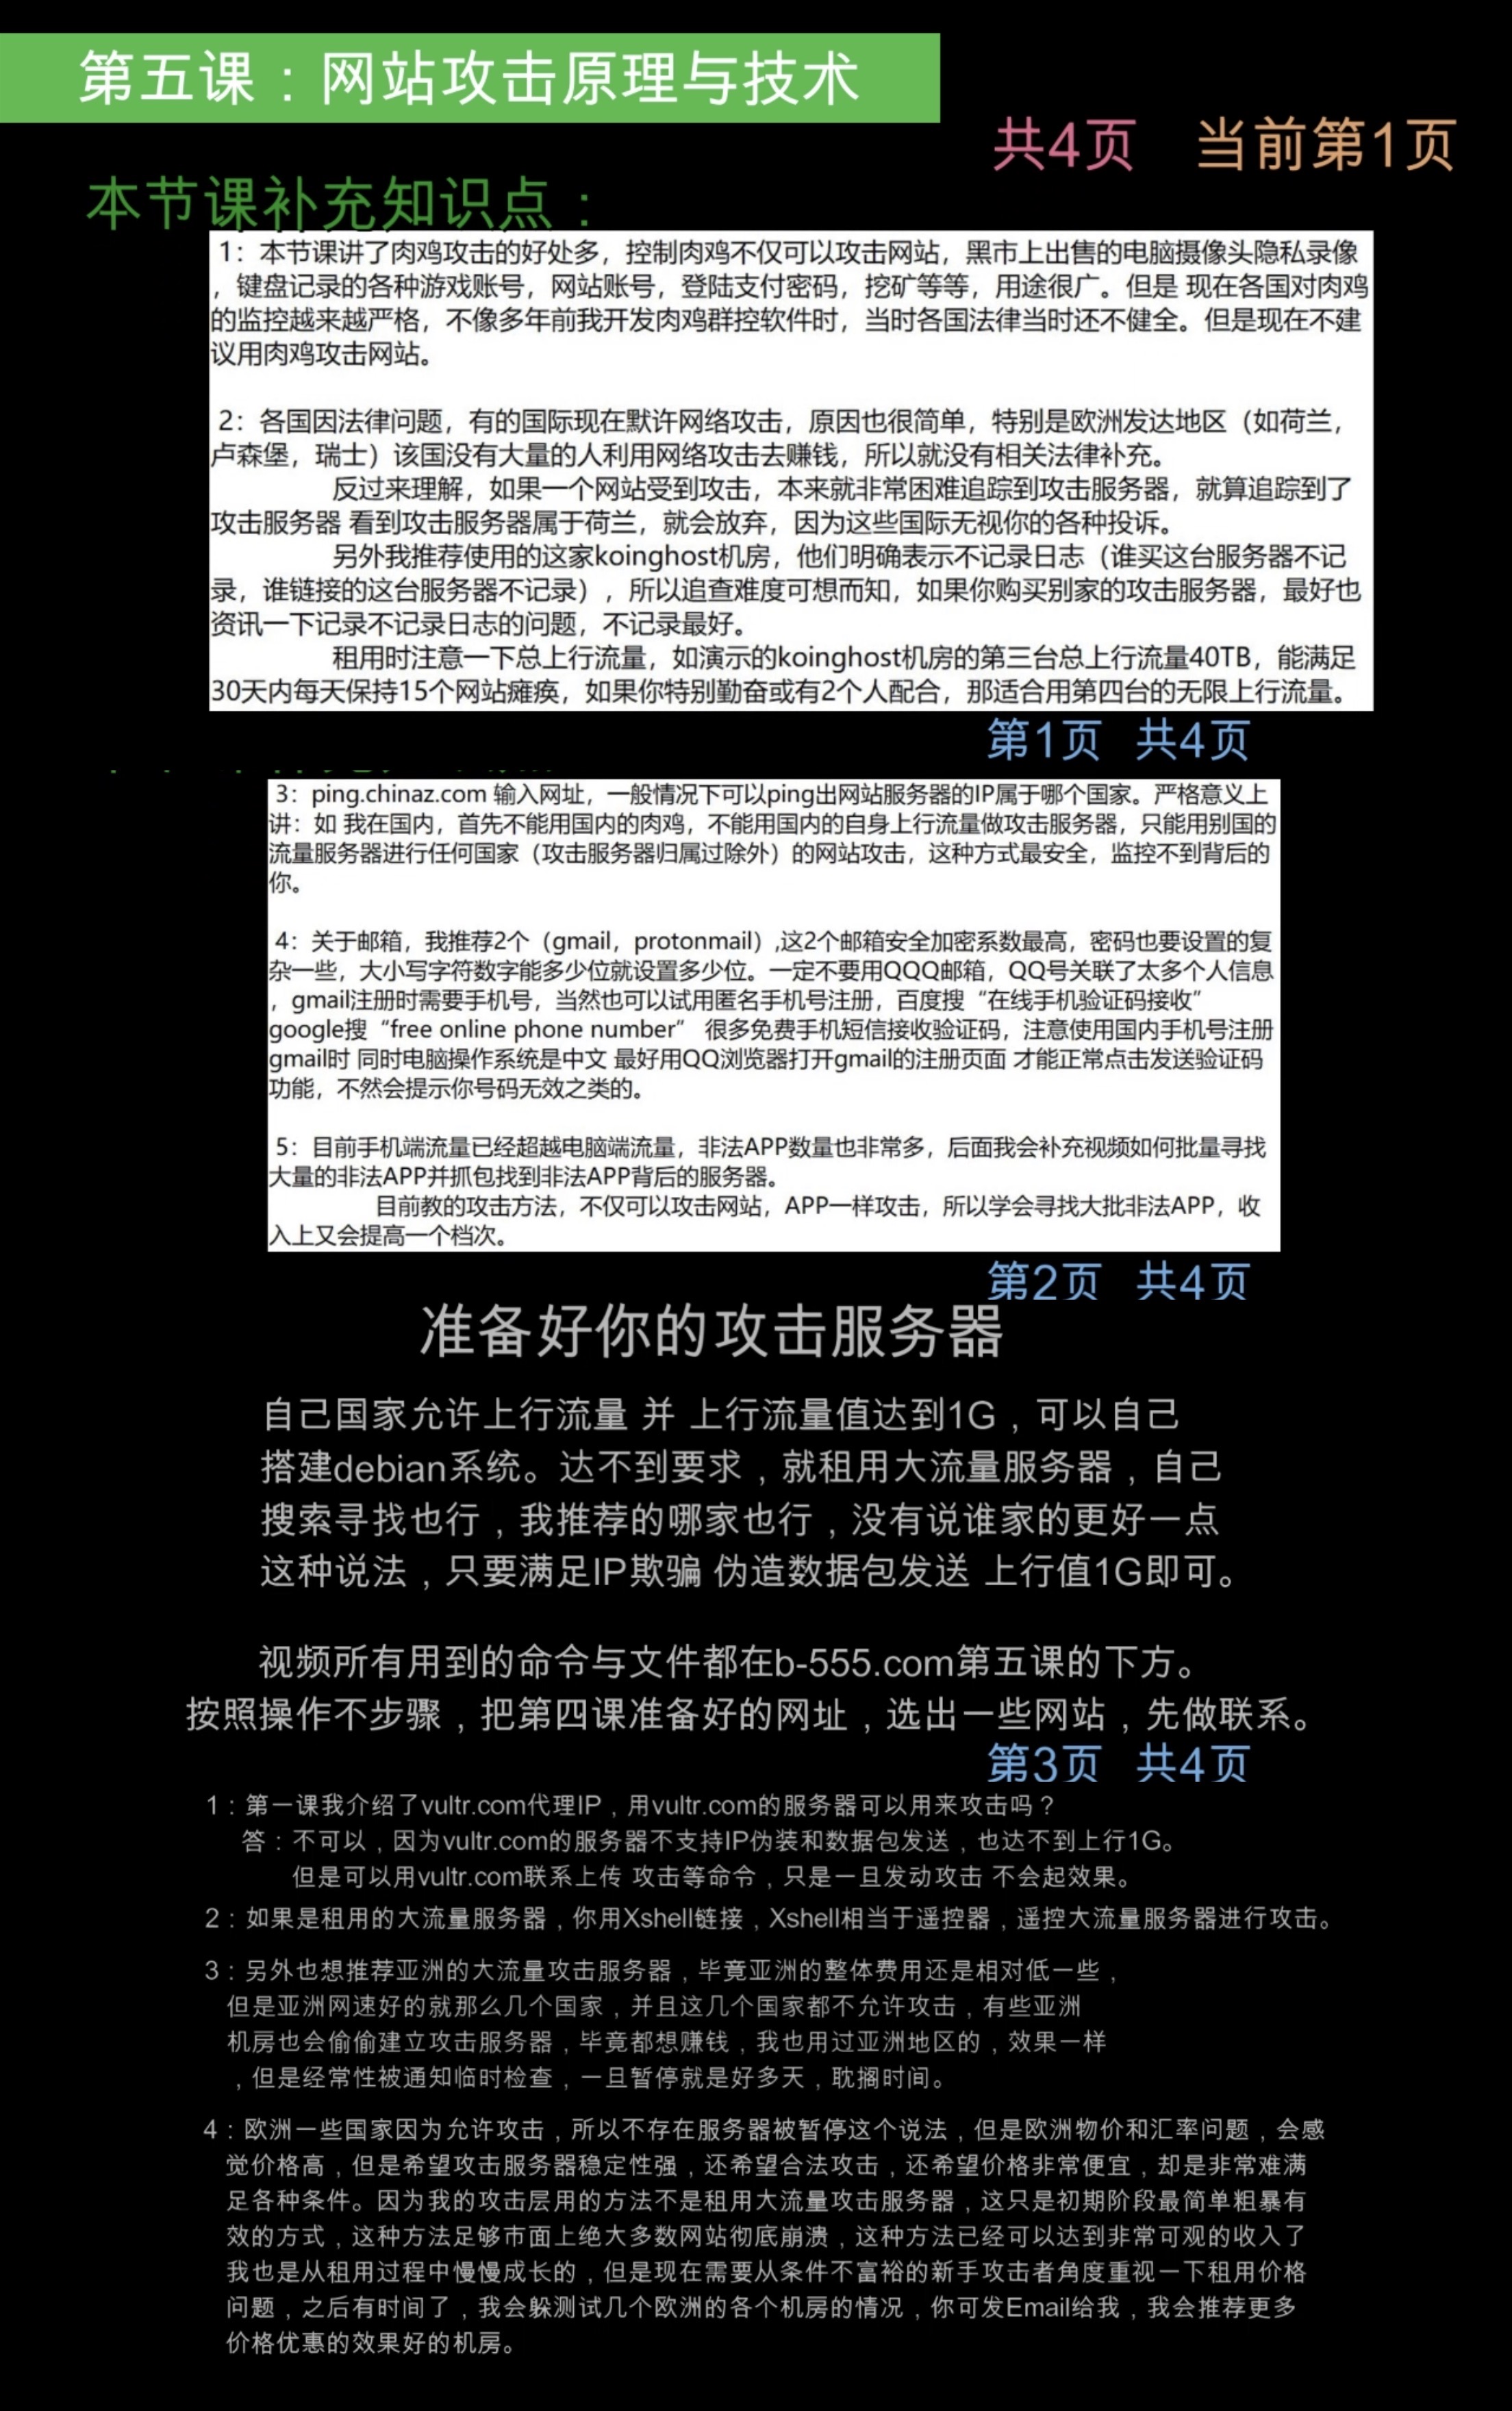 第五课：网站攻击原理与技术
共4页 当前第1页
本节课补充知识点：
1：本节课讲了肉鸡攻击的好处多，控制肉鸡不仅可以攻击网站，黑市上出售的电脑摄像头隐私录像
，键盘记录的各种游戏账号，网站账号，登陆支付密码，挖矿等等，用途很广。但是 现在各国对肉鸡
的监控越来越严格，不像多年前我开发肉鸡群控软件时，当时各国法律当时还不健全。但是现在不建
议用肉鸡攻击网站。
2：各国因法律问题，有的国际现在默许网络攻击，原因也很简单，特别是欧洲发达地区（如荷兰，
卢森堡，瑞士）该国没有大量的人利用网络攻击去赚钱，所以就没有相关法律补充。
反过来理解，如果一个网站受到攻击，本来就非常困难追踪到攻击服务器，就算追踪到了
攻击服务器 看到攻击服务器属于荷兰，就会放弃，因为这些国际无视你的各种投诉。
另外我推荐使用的这家koinghost机房，他们明确表示不记录日志（谁买这台服务器不记
录，谁链接的这台服务器不记录），所以追查难度可想而知，如果你购买别家的攻击服务器，最好也
资讯一下记录不记录日志的问题，不记录最好。
租用时注意一下总上行流量，如演示的koinghost机房的第三台总上行流量40TB，能满足
30天内每天保持15个网站瘫痪，如果你特别勤奋或有2个人配合，那适合用第四台的无限上行流量。
第1页 共4页
3：ping.chinaz.com 输入网址，一般情况下可以ping出网站服务器的IP属于哪个国家。严格意义上
讲：如 我在国内，首先不能用国内的肉鸡，不能用国内的自身上行流量做攻击服务器，只能用别国的
流量服务器进行任何国家（攻击服务器归属过除外）的网站攻击，这种方式最安全，监控不到背后的
你。
4：关于邮箱，我推荐2个（gmail，protonmail）,这2个邮箱安全加密系数最高，密码也要设置的复
杂一些，大小写字符数字能多少位就设置多少位。一定不要用QQQ邮箱，QQ号关联了太多个人信息
，gmail注册时需要手机号，当然也可以试用匿名手机号注册，百度搜“在线手机验证码接收”
google搜“free online phone number” 很多免费手机短信接收验证码，注意使用国内手机号注册
gmail时 同时电脑操作系统是中文 最好用QQ浏览器打开gmail的注册页面 才能正常点击发送验证码
功能，不然会提示你号码无效之类的。
5：目前手机端流量已经超越电脑端流量，非法APP数量也非常多，后面我会补充视频如何批量寻找
大量的非法APP并抓包找到非法APP背后的服务器。
目前教的攻击方法，不仅可以攻击网站，APP一样攻击，所以学会寻找大批非法APP，收
入上又会提高一个档次。
第2页 共4页
准备好你的攻击服务器
自己国家允许上行流量 并 上行流量值达到1G，可以自己
搭建debian系统。达不到要求，就租用大流量服务器，自己
搜索寻找也行，我推荐的哪家也行，没有说谁家的更好一点
这种说法，只要满足IP欺骗 伪造数据包发送 上行值1G即可。
视频所有用到的命令与文件都在b-555.com第五课的下方。
按照操作不步骤，把第四课准备好的网址，选出一些网站，先做联系。
第3页 共4页
1：第一课我介绍了vultr.com代理IP，用vultr.com的服务器可以用来攻击吗？
答：不可以，因为vultr.com的服务器不支持IP伪装和数据包发送，也达不到上行1G。
但是可以用vultr.com联系上传 攻击等命令，只是一旦发动攻击 不会起效果。
2：如果是租用的大流量服务器，你用Xshell链接，Xshell相当于遥控器，遥控大流量服务器进行攻击。
3：另外也想推荐亚洲的大流量攻击服务器，毕竟亚洲的整体费用还是相对低一些，
但是亚洲网速好的就那么几个国家，并且这几个国家都不允许攻击，有些亚洲
机房也会偷偷建立攻击服务器，毕竟都想赚钱，我也用过亚洲地区的，效果一样
，但是经常性被通知临时检查，一旦暂停就是好多天，耽搁时间。
4：欧洲一些国家因为允许攻击，所以不存在服务器被暂停这个说法，但是欧洲物价和汇率问题，会感
觉价格高，但是希望攻击服务器稳定性强，还希望合法攻击，还希望价格非常便宜，却是非常难满
足各种条件。因为我的攻击层用的方法不是租用大流量攻击服务器，这只是初期阶段最简单粗暴有
效的方式，这种方法足够市面上绝大多数网站彻底崩溃，这种方法已经可以达到非常可观的收入了
我也是从租用过程中慢慢成长的，但是现在需要从条件不富裕的新手攻击者角度重视一下租用价格
问题，之后有时间了，我会躲测试几个欧洲的各个机房的情况，你可发Email给我，我会推荐更多
价格优惠的效果好的机房。